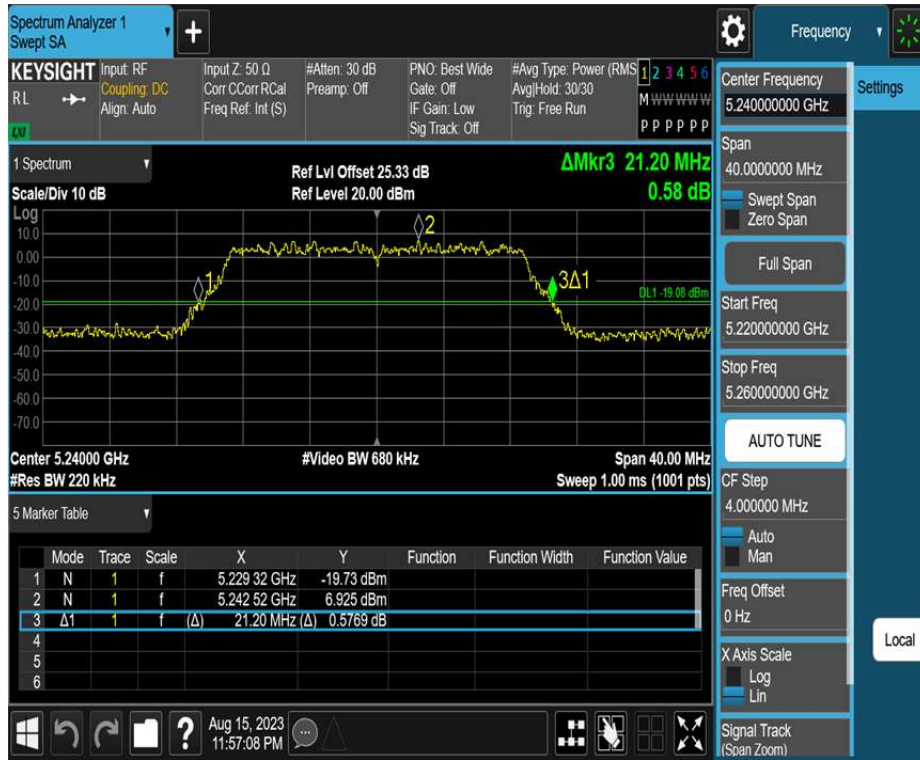 Spectrum Analyzer 1
Swept SA
+
Frequency
KEYSIGHT
RL
LXI
Input: RF
Coupling: DC
Align: Auto
Input Z: 50 Ω
Corr CCorr RCal
Freq Ref: Int (S)
#Atten: 30 dB
Preamp: Off
PNO: Best Wide
Gate: Off
IF Gain: Low
Sig Track: Off
#Avg Type: Power (RMS
Avg|Hold: 30/30
Trig: Free Run
1 2 3 4 5 6
M W W W W W
P P P P P P
1 Spectrum
Scale/Div 10 dB
Ref Lvl Offset 25.33 dB
Ref Level 20.00 dBm
ΔMkr3 21.20 MHz
0.58 dB
Log
10.0
0.00
-10.0
-20.0
-30.0
-40.0
-50.0
-60.0
-70.0
1
2
3Δ1
DL1 -19.08 dBm
Center 5.24000 GHz
#Video BW 680 kHz
Span 40.00 MHz
#Res BW 220 kHz
Sweep 1.00 ms (1001 pts)
5 Marker Table
Mode Trace Scale X Y Function Function Width Function Value
1 N 1 f 5.229 32 GHz -19.73 dBm
2 N 1 f 5.242 52 GHz 6.925 dBm
3 Δ1 1 f (Δ) 21.20 MHz (Δ) 0.5769 dB
4
5
6
?
Aug 15, 2023
11:57:08 PM
Center Frequency
5.240000000 GHz
Settings
Span
40.0000000 MHz
Swept Span
Zero Span
Full Span
Start Freq
5.220000000 GHz
Stop Freq
5.260000000 GHz
AUTO TUNE
CF Step
4.000000 MHz
Auto
Man
Freq Offset
0 Hz
Local
X Axis Scale
Log
Lin
Signal Track
(Span Zoom)